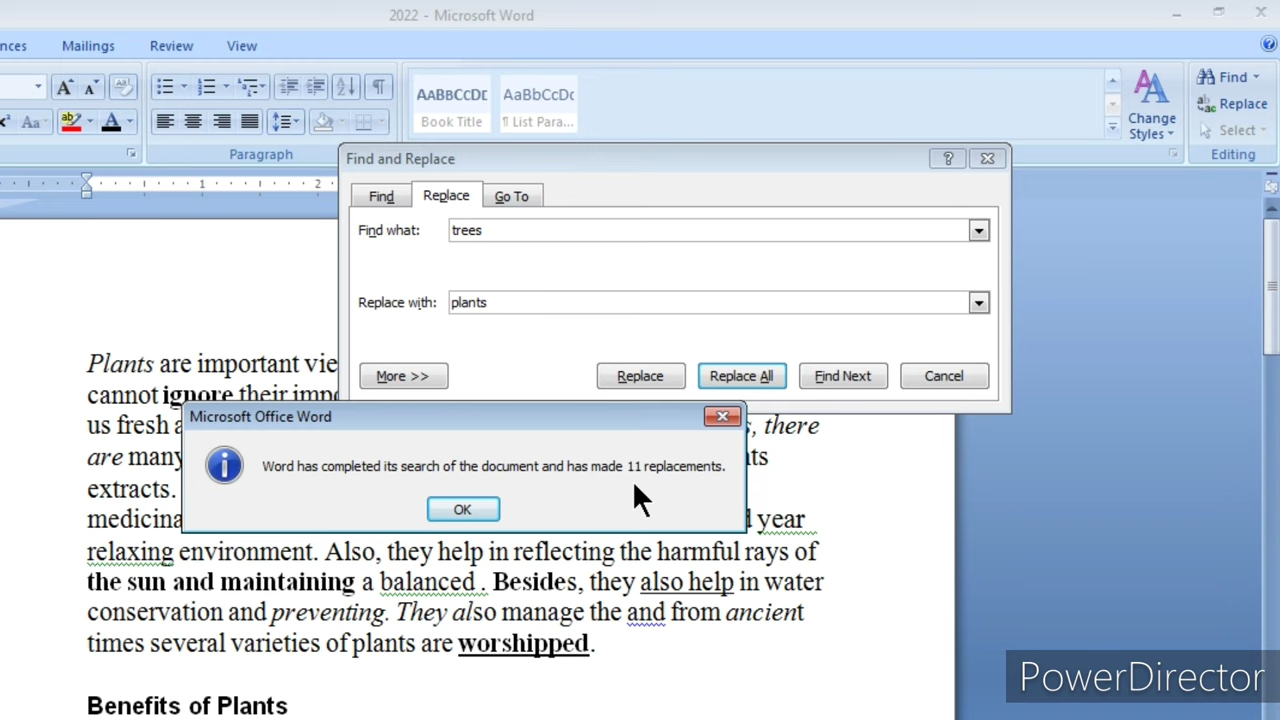 2022 - Microsoft Word
nces Mailings Review View
Find
Replace
Select
Editing
AaBbCcDc AaBbCcDc
Book Title ¶ List Para...
Change
Styles
Paragraph
1 2
Find and Replace
Find Replace Go To
Find what: trees
Replace with: plants
More >> Replace Replace All Find Next Cancel
Microsoft Office Word
Word has completed its search of the document and has made 11 replacements.
OK
Plants are important vie
cannot ignore their impo
us fresh a s, there
are many ts
extracts.
medicina d year
relaxing environment. Also, they help in reflecting the harmful rays of
the sun and maintaining a balanced . Besides, they also help in water
conservation and preventing. They also manage the and from ancient
times several varieties of plants are worshipped.
Benefits of Plants
PowerDirector